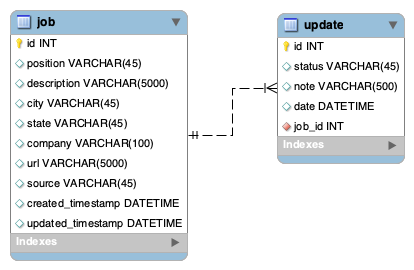 job
id INT
position VARCHAR(45)
description VARCHAR(5000)
city VARCHAR(45)
state VARCHAR(45)
company VARCHAR(100)
url VARCHAR(5000)
source VARCHAR(45)
created_timestamp DATETIME
updated_timestamp DATETIME
Indexes
update
id INT
status VARCHAR(45)
note VARCHAR(500)
date DATETIME
job_id INT
Indexes